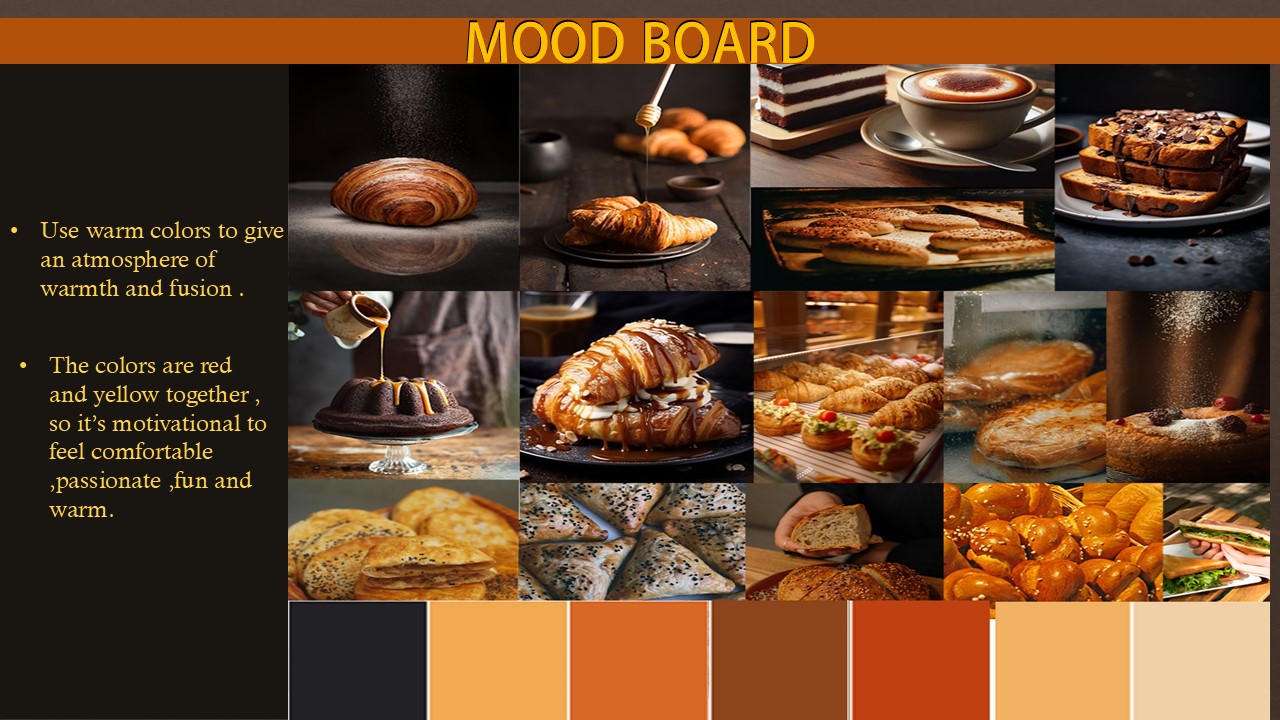 MOOD BOARD
• Use warm colors to give
an atmosphere of
warmth and fusion .
• The colors are red
and yellow together ,
so it’s motivational to
feel comfortable
,passionate ,fun and
warm.